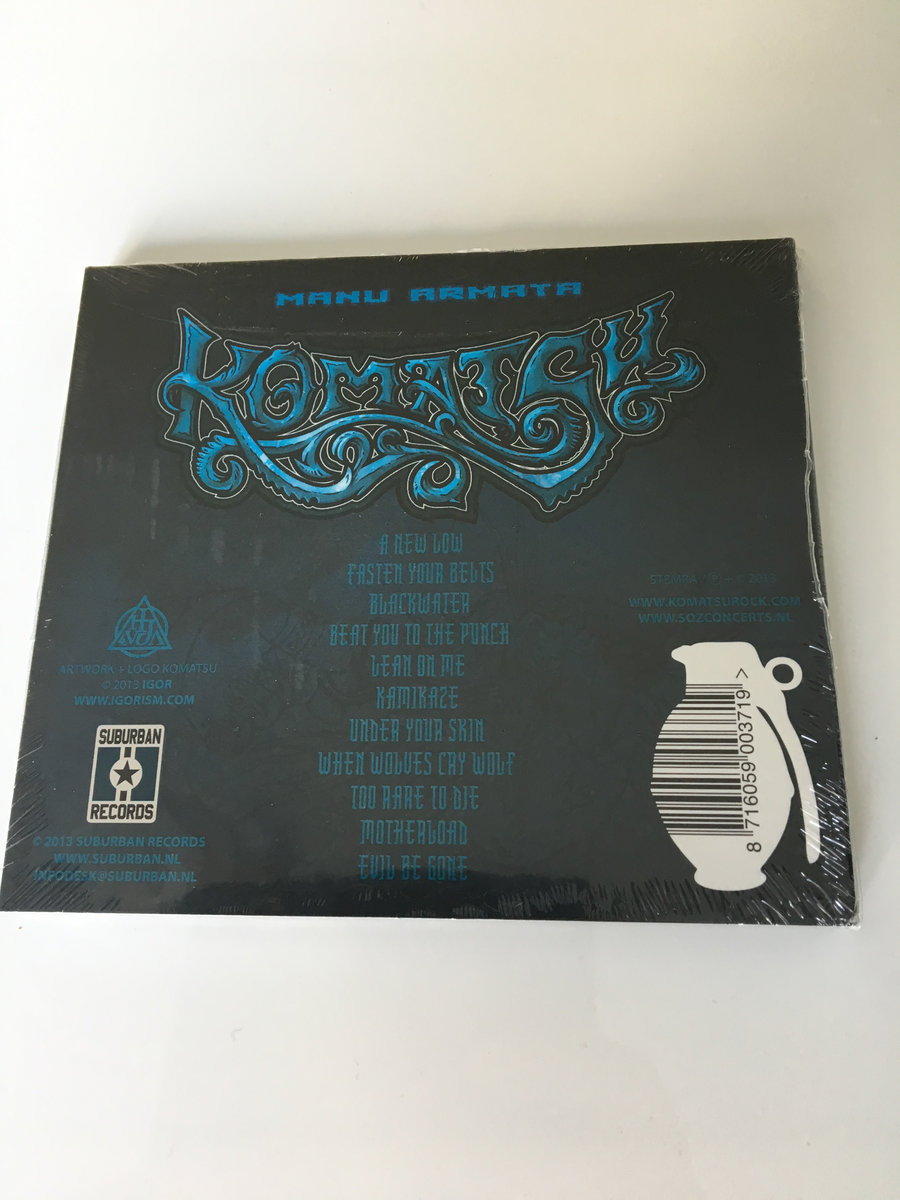 MANU ARMATA
KOMATSU
A NEW LOW
FASTEN YOUR BELTS
BLACKWATER
BEAT YOU TO THE PUNCH
LEAN ON ME
KAMIKAZE
UNDER YOUR SKIN
WHEN WOLVES CRY WOLF
TOO RARE TO DIE
MOTHERLOAD
EVIL BE GONE
ARTWORK + LOGO KOMATSU
© 2013 IGOR
WWW.IGORISM.COM
SUBURBAN
RECORDS
© 2013 SUBURBAN RECORDS
WWW.SUBURBAN.NL
INFODESK@SUBURBAN.NL
STEMRA / ℗ + © 2013
WWW.KOMATSUROCK.COM
WWW.SOZCONCERTS.NL
8 716059 003719 >